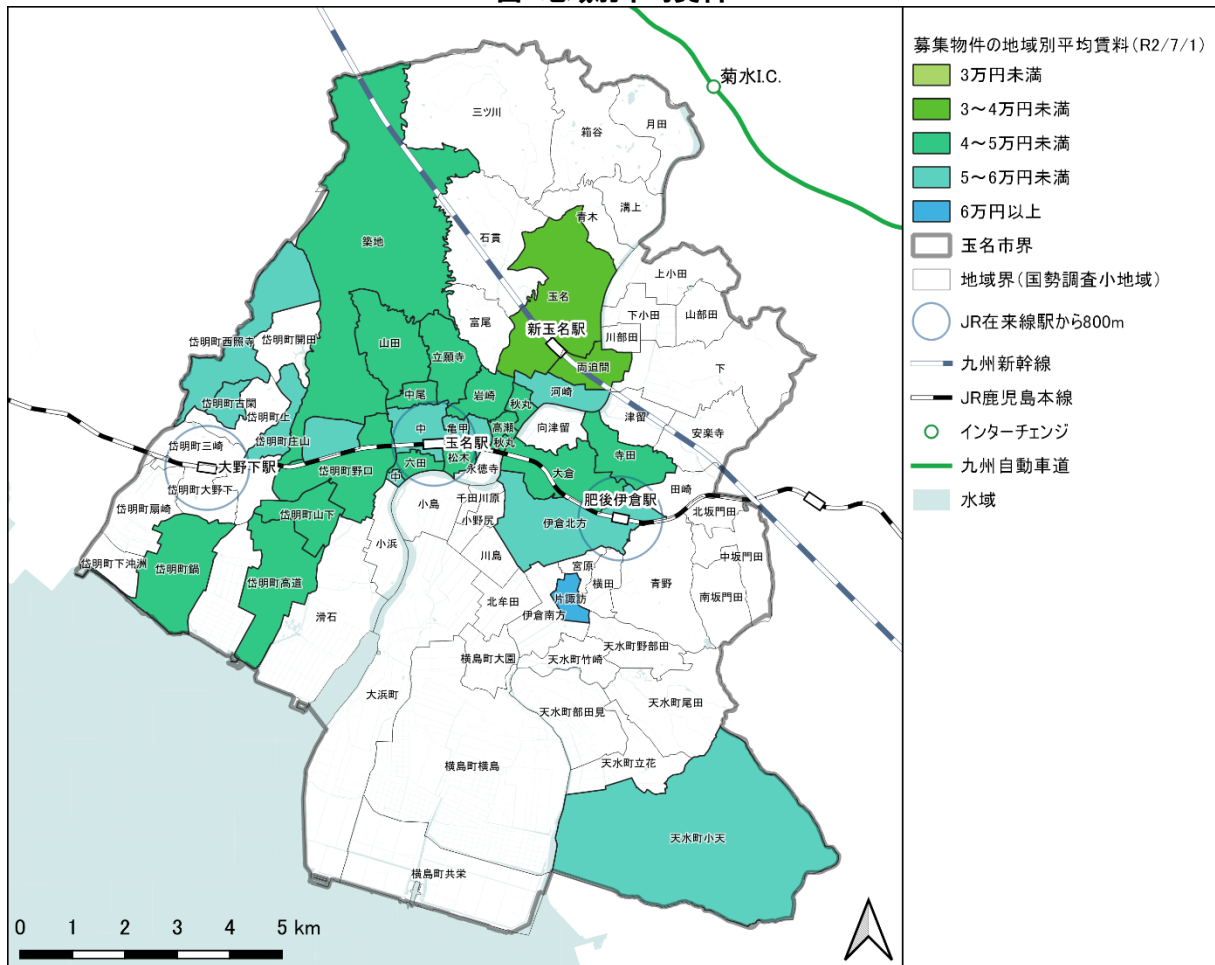 菊水I.C.
三ツ川
箱谷
月田
溝上
青木
石貫
築地
玉名
上小田
下小田
山部田
川部田
新玉名駅
富尾
両迫間
下
岱明町西照寺
岱明町開田
山田
立願寺
岩崎
河崎
津留
安楽寺
岱明町古閑
岱明町上
中尾
秋丸
向津留
中
亀甲
高瀬
秋丸
岱明町三崎
岱明町庄山
玉名駅
松木
大野下駅
岱明町野口
六田
中
永徳寺
大倉
寺田
岱明町大野下
田崎
岱明町扇崎
岱明町山下
小島
千田川原
小野尻
肥後伊倉駅
伊倉北方
北坂門田
小浜
川島
中坂門田
岱明町下沖洲
岱明町鍋
岱明町高道
宮原
横田
青野
南坂門田
滑石
北牟田
片諏訪
伊倉南方
横島町大園
天水町竹崎
天水町野部田
大浜町
天水町部田見
天水町尾田
横島町横島
天水町立花
天水町小天
横島町共栄
0 1 2 3 4 5 km
募集物件の地域別平均賃料(R2/7/1)
3万円未満
3～4万円未満
4～5万円未満
5～6万円未満
6万円以上
玉名市界
地域界(国勢調査小地域)
JR在来線駅から800m
九州新幹線
JR鹿児島本線
インターチェンジ
九州自動車道
水域